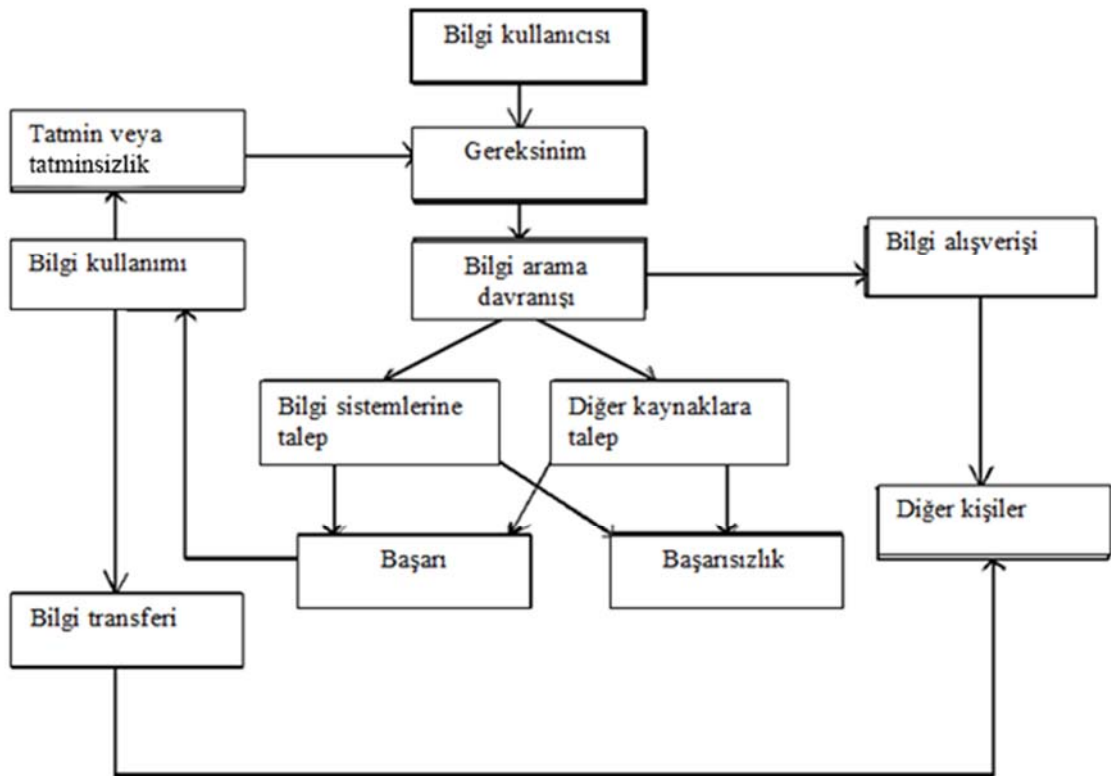 Bilgi kullanıcısı
Tatmin veya
tatminsizlik
Gereksinim
Bilgi kullanımı
Bilgi arama
davranışı
Bilgi alışverişi
Bilgi sistemlerine
talep
Diğer kaynaklara
talep
Diğer kişiler
Başarı
Başarısızlık
Bilgi transferi